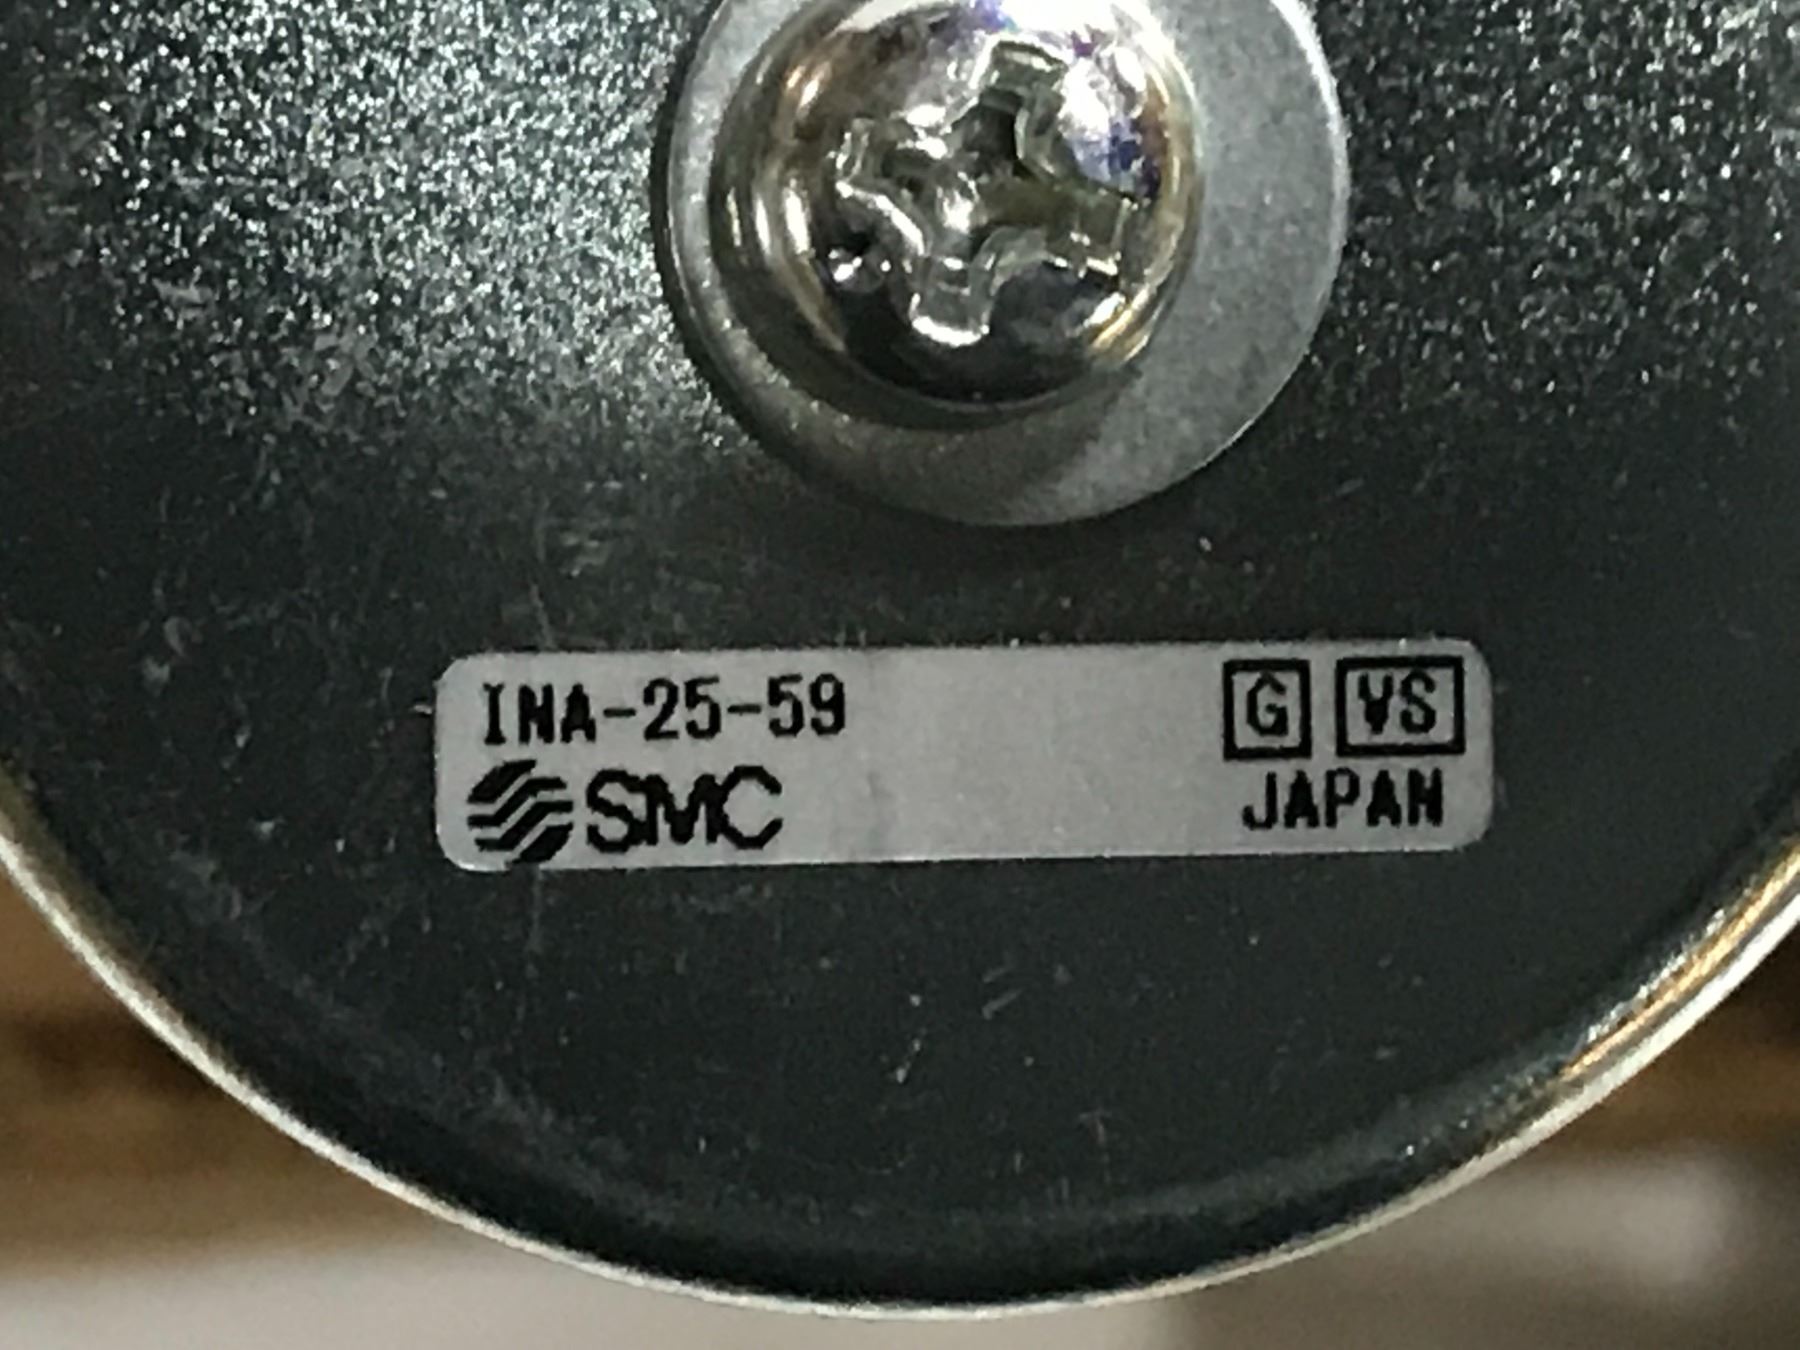 INA-25-59 G VS
SMC JAPAN